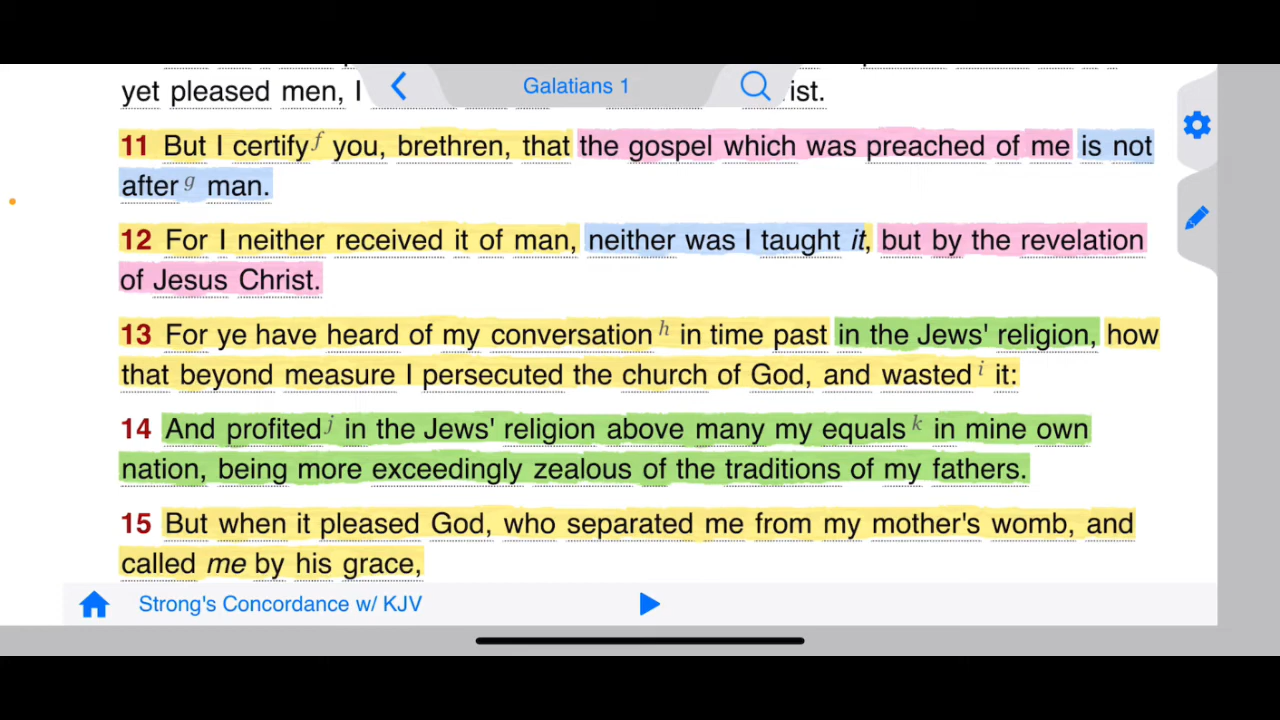 Galatians 1
yet pleased men, I ist.
11 But I certify f you, brethren, that the gospel which was preached of me is not
after g man.
12 For I neither received it of man, neither was I taught it, but by the revelation
of Jesus Christ.
13 For ye have heard of my conversation h in time past in the Jews' religion, how
that beyond measure I persecuted the church of God, and wasted i it:
14 And profited j in the Jews' religion above many my equals k in mine own
nation, being more exceedingly zealous of the traditions of my fathers.
15 But when it pleased God, who separated me from my mother's womb, and
called me by his grace,
Strong's Concordance w/ KJV